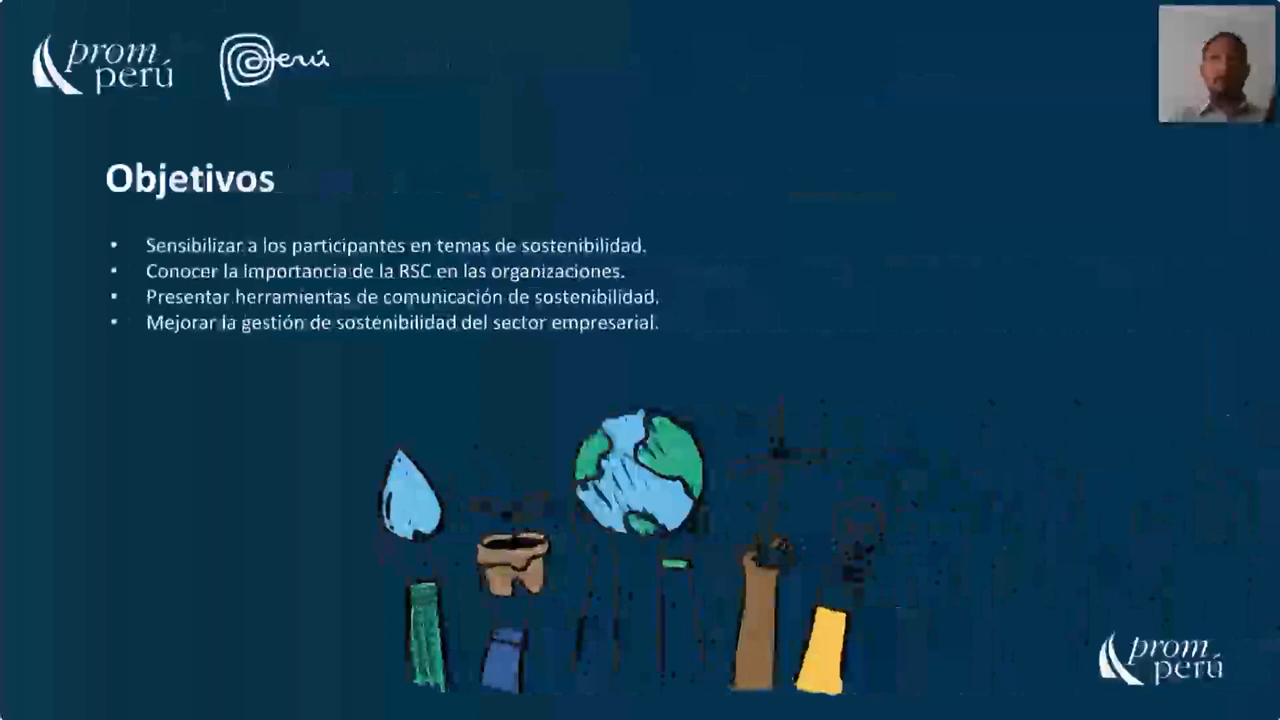 prom
perú
Perú
Objetivos
• Sensibilizar a los participantes en temas de sostenibilidad.
• Conocer la importancia de la RSC en las organizaciones.
• Presentar herramientas de comunicación de sostenibilidad.
• Mejorar la gestión de sostenibilidad del sector empresarial.
prom
perú